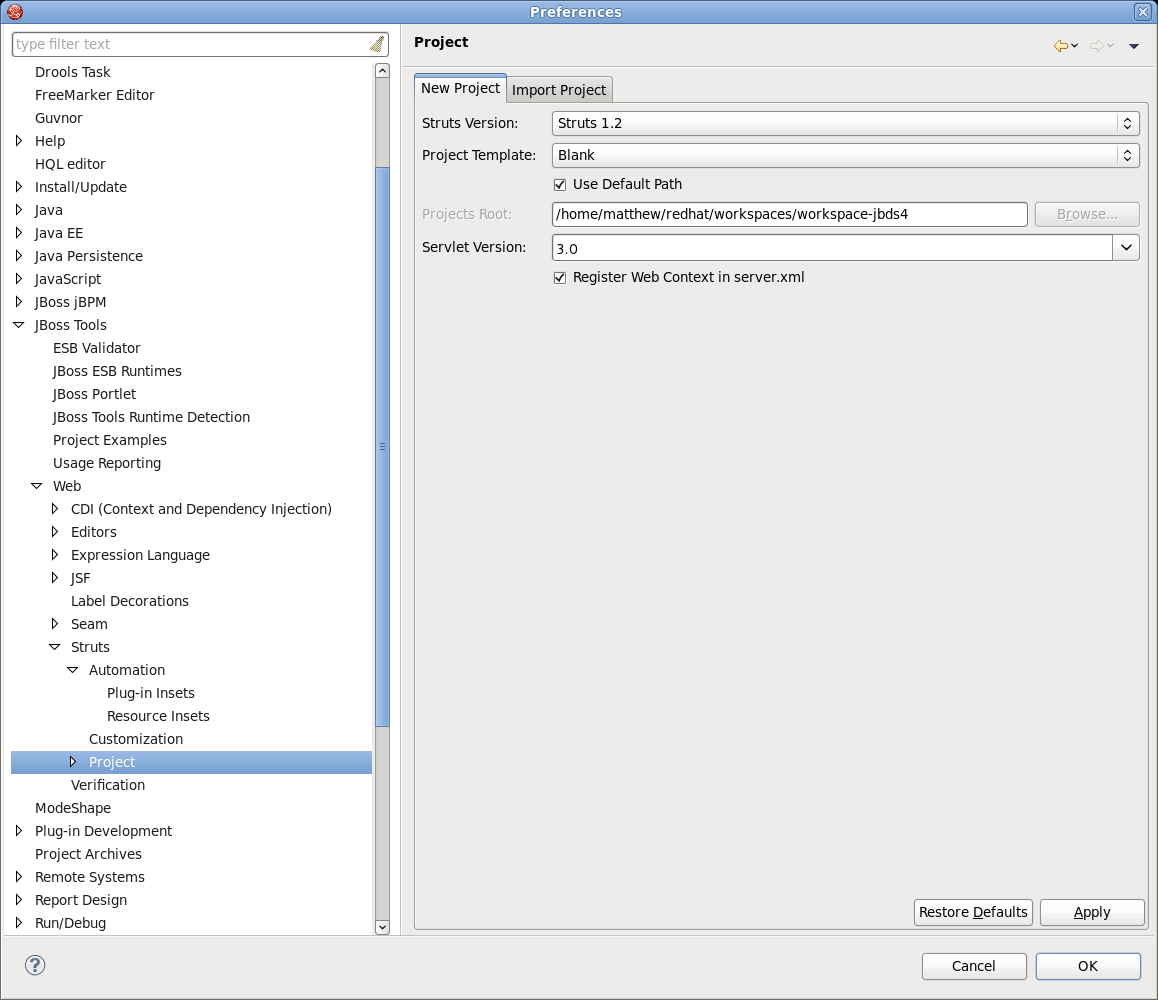 Preferences
type filter text
Drools Task
FreeMarker Editor
Guvnor
Help
HQL editor
Install/Update
Java
Java EE
Java Persistence
JavaScript
JBoss jBPM
JBoss Tools
ESB Validator
JBoss ESB Runtimes
JBoss Portlet
JBoss Tools Runtime Detection
Project Examples
Usage Reporting
Web
CDI (Context and Dependency Injection)
Editors
Expression Language
JSF
Label Decorations
Seam
Struts
Automation
Plug-in Insets
Resource Insets
Customization
Project
Verification
ModeShape
Plug-in Development
Project Archives
Remote Systems
Report Design
Run/Debug
Project
New Project Import Project
Struts Version: Struts 1.2
Project Template: Blank
Use Default Path
Projects Root: /home/matthew/redhat/workspaces/workspace-jbds4 Browse...
Servlet Version: 3.0
Register Web Context in server.xml
Restore Defaults Apply
? Cancel OK